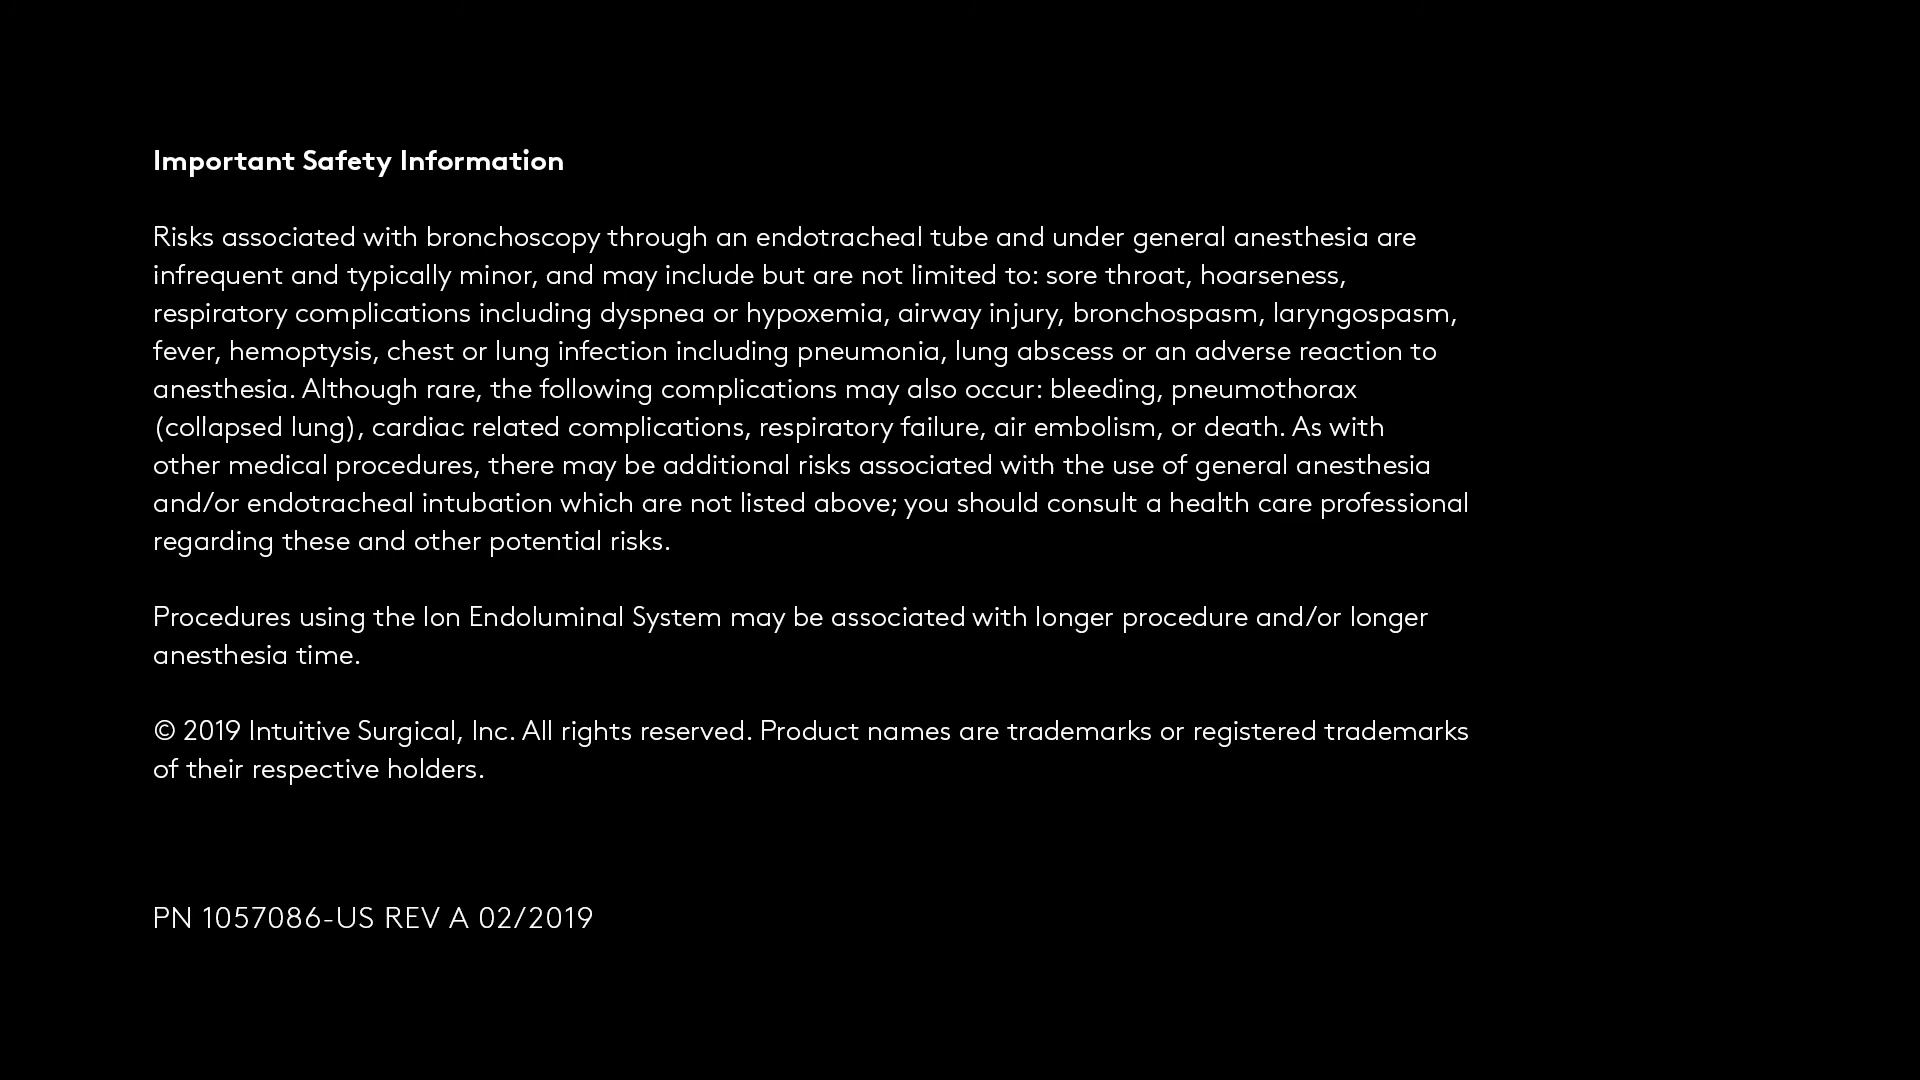 Important Safety Information
Risks associated with bronchoscopy through an endotracheal tube and under general anesthesia are
infrequent and typically minor, and may include but are not limited to: sore throat, hoarseness,
respiratory complications including dyspnea or hypoxemia, airway injury, bronchospasm, laryngospasm,
fever, hemoptysis, chest or lung infection including pneumonia, lung abscess or an adverse reaction to
anesthesia. Although rare, the following complications may also occur: bleeding, pneumothorax
(collapsed lung), cardiac related complications, respiratory failure, air embolism, or death. As with
other medical procedures, there may be additional risks associated with the use of general anesthesia
and/or endotracheal intubation which are not listed above; you should consult a health care professional
regarding these and other potential risks.
Procedures using the Ion Endoluminal System may be associated with longer procedure and/or longer
anesthesia time.
© 2019 Intuitive Surgical, Inc. All rights reserved. Product names are trademarks or registered trademarks
of their respective holders.
PN 1057086-US REV A 02/2019